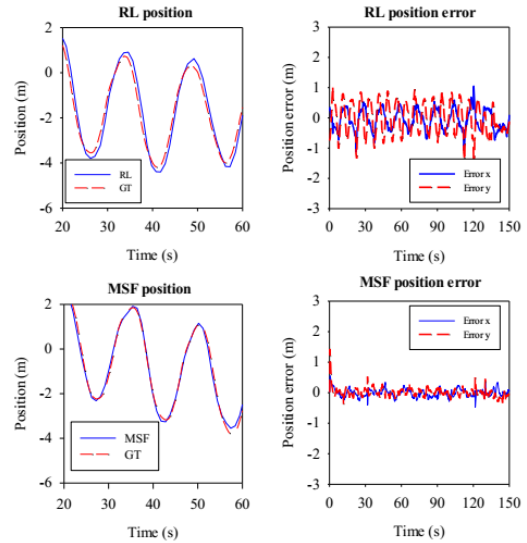 RL position
Position (m)
2
0
-2
-4
-6
RL
GT
20 30 40 50 60
Time (s)
RL position error
Position error (m)
3
2
1
0
-1
-2
-3
Error x
Error y
0 30 60 90 120 150
Time (s)
MSF position
Position (m)
2
0
-2
-4
-6
MSF
GT
20 30 40 50 60
Time (s)
MSF position error
Position error (m)
3
2
1
0
-1
-2
-3
Error x
Error y
0 30 60 90 120 150
Time (s)